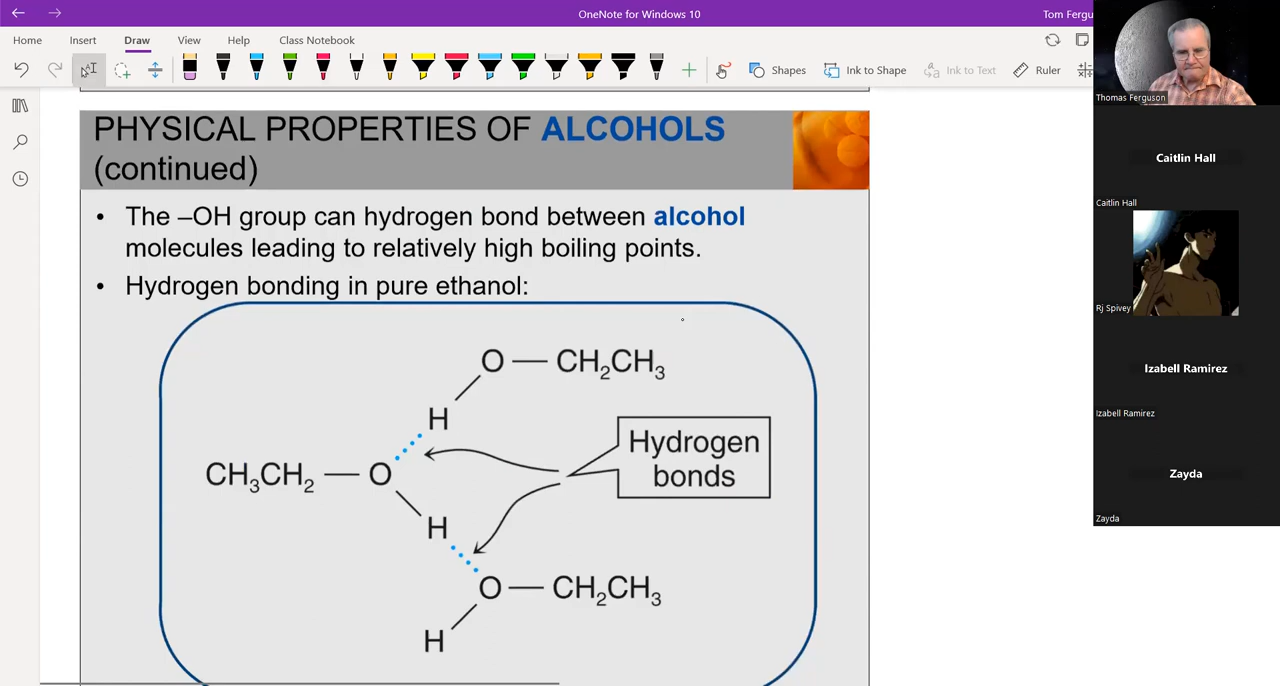 OneNote for Windows 10
Tom Fergu
Home Insert Draw View Help Class Notebook
Shapes Ink to Shape Ink to Text Ruler
PHYSICAL PROPERTIES OF ALCOHOLS
(continued)
• The –OH group can hydrogen bond between alcohol
molecules leading to relatively high boiling points.
• Hydrogen bonding in pure ethanol:
O — CH₂CH₃
H
Hydrogen
bonds
CH₃CH₂ — O
H
O — CH₂CH₃
H
Thomas Ferguson
Caitlin Hall
Caitlin Hall
Rj Spivey
Izabell Ramirez
Izabell Ramirez
Zayda
Zayda